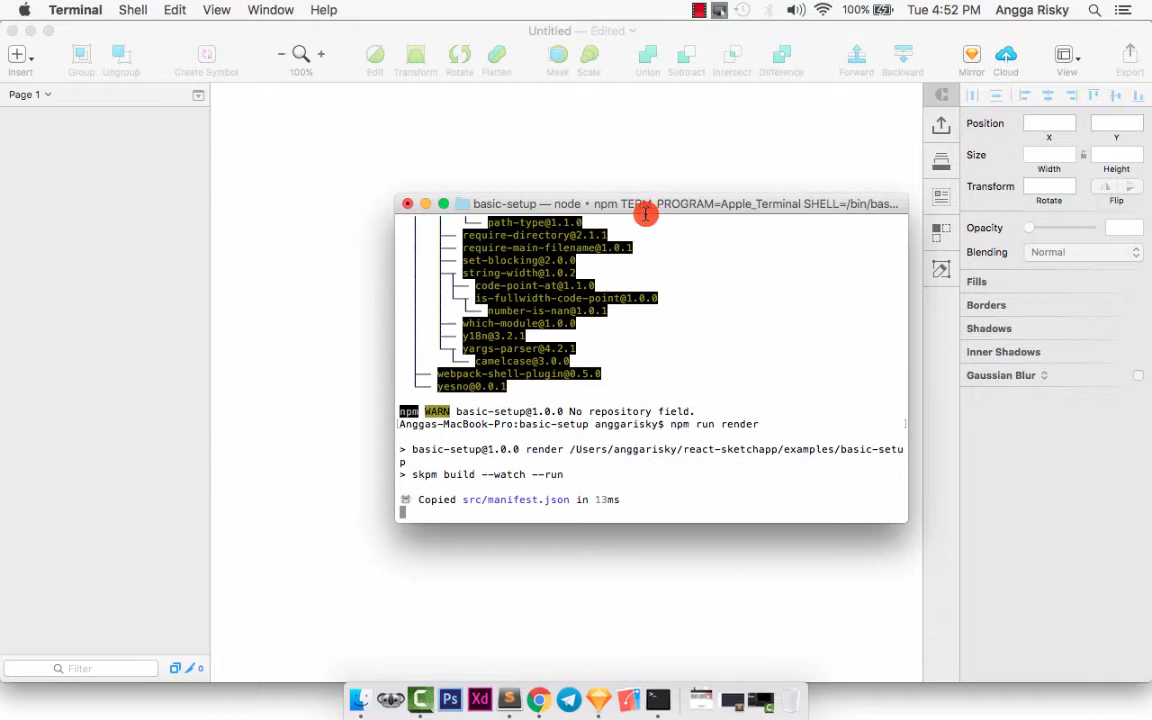 Terminal Shell Edit View Window Help 100% Tue 4:52 PM Angga Risky
Untitled — Edited
Insert Group Ungroup Create Symbol 100% Edit Transform Rotate Flatten Mask Scale Union Subtract Intersect Difference Forward Backward Mirror Cloud View Export
Page 1
Position
X Y
Size
Width Height
Transform
Rotate Flip
Opacity
Blending Normal
Fills
Borders
Shadows
Inner Shadows
Gaussian Blur
basic-setup — node • npm TERM_PROGRAM=Apple_Terminal SHELL=/bin/bas...
path-type@1.1.0
require-directory@2.1.1
require-main-filename@1.0.1
set-blocking@2.0.0
string-width@1.0.2
code-point-at@1.1.0
is-fullwidth-code-point@1.0.0
number-is-nan@1.0.1
which-module@1.0.0
y18n@3.2.1
yargs-parser@4.2.1
camelcase@3.0.0
webpack-shell-plugin@0.5.0
yesno@0.0.1
npm WARN basic-setup@1.0.0 No repository field.
Anggas-MacBook-Pro:basic-setup anggarisky$ npm run render
> basic-setup@1.0.0 render /Users/anggarisky/react-sketchapp/examples/basic-setu
p
> skpm build --watch --run
Copied src/manifest.json in 13ms
Filter 0
Ps Xd